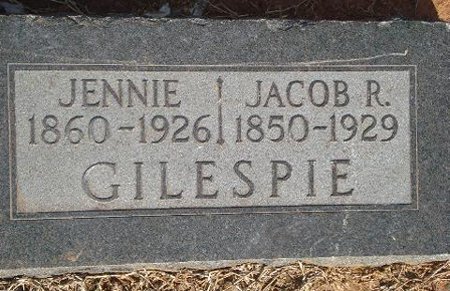 JENNIE JACOB R.
1860-1926 1850-1929
GILESPIE